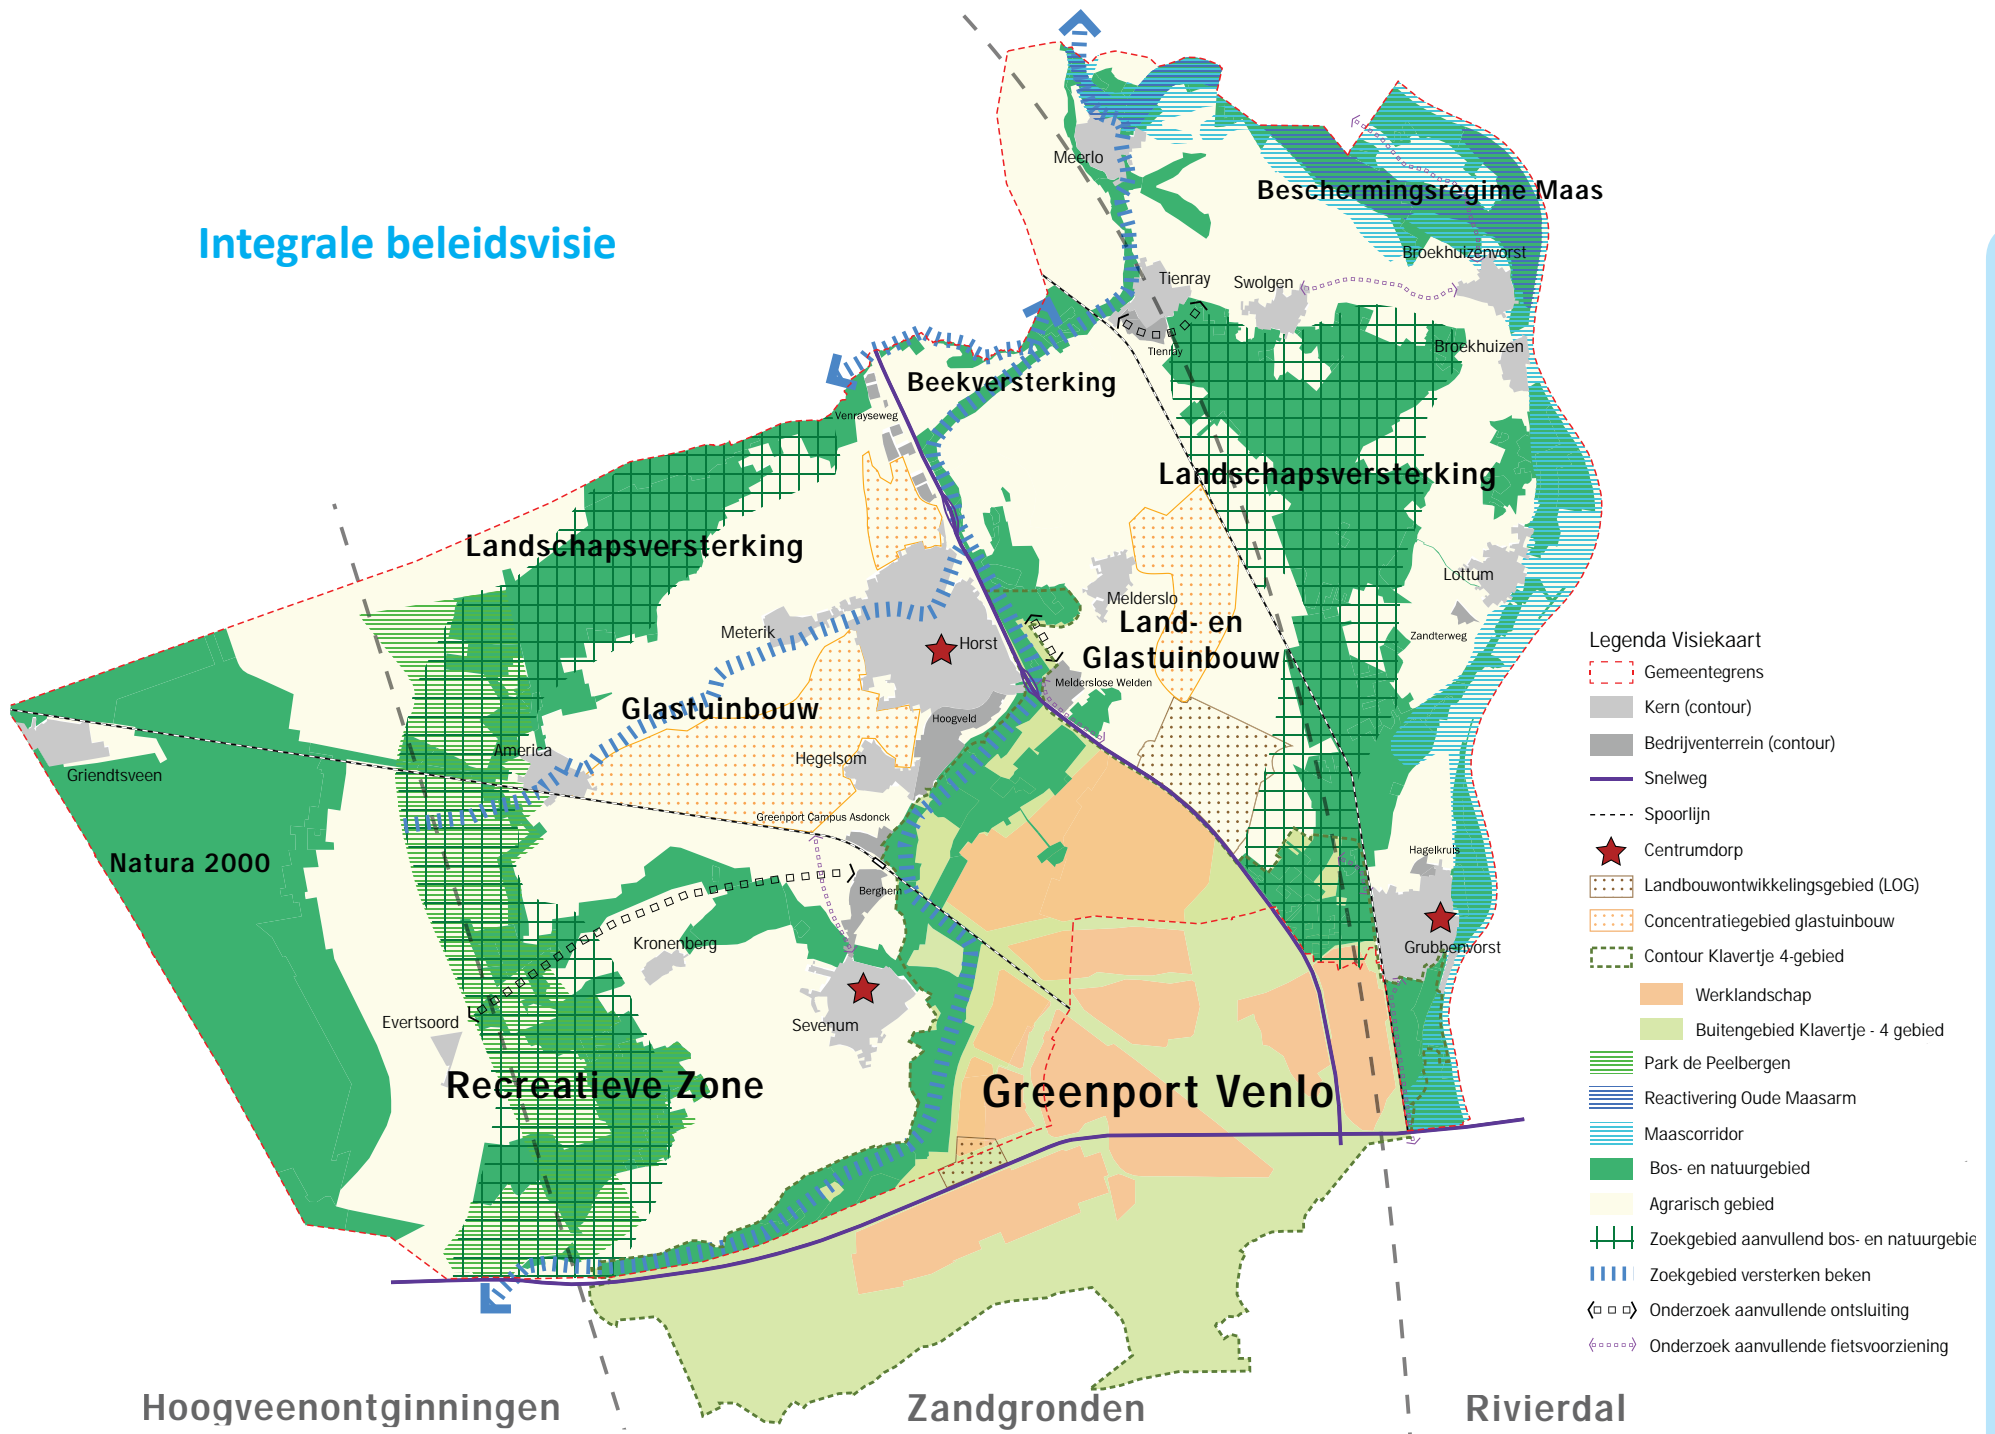 Integrale beleidsvisie
Meerlo
Beschermingsregime Maas
Broekhuizenvorst
Tienray
Swolgen
Tienray
Broekhuizen
Beekversterking
Venrayseweg
Landschapsversterking
Landschapsversterking
Lottum
Melderslo
Land- en
Glastuinbouw
Zandterweg
Meterik
Horst
Melderslose Welden
Glastuinbouw
Hoogveld
America
Hegelsom
Griendtsveen
Greenport Campus Asdonck
Natura 2000
Hagelkruis
Berghem
Kronenberg
Grubbenvorst
Evertsoord
Sevenum
Recreatieve Zone
Greenport Venlo
Hoogveenontginningen
Zandgronden
Rivierdal
Legenda Visiekaart
Gemeentegrens
Kern (contour)
Bedrijventerrein (contour)
Snelweg
Spoorlijn
Centrumdorp
Landbouwontwikkelingsgebied (LOG)
Concentratiegebied glastuinbouw
Contour Klavertje 4-gebied
Werklandschap
Buitengebied Klavertje - 4 gebied
Park de Peelbergen
Reactivering Oude Maasarm
Maascorridor
Bos- en natuurgebied
Agrarisch gebied
Zoekgebied aanvullend bos- en natuurgebie
Zoekgebied versterken beken
Onderzoek aanvullende ontsluiting
Onderzoek aanvullende fietsvoorziening